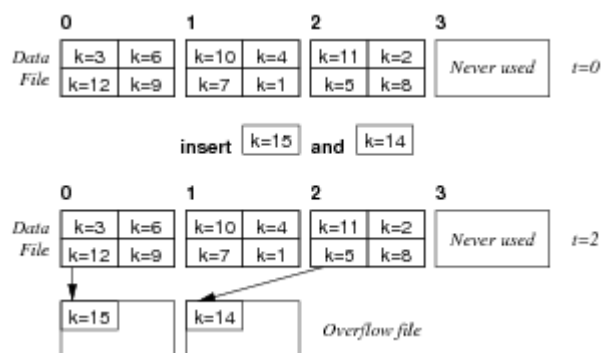 0 1 2 3
Data File k=3 k=6 k=10 k=4 k=11 k=2 Never used t=0
k=12 k=9 k=7 k=1 k=5 k=8
insert k=15 and k=14
0 1 2 3
Data File k=3 k=6 k=10 k=4 k=11 k=2 Never used t=2
k=12 k=9 k=7 k=1 k=5 k=8
k=15 k=14 Overflow file